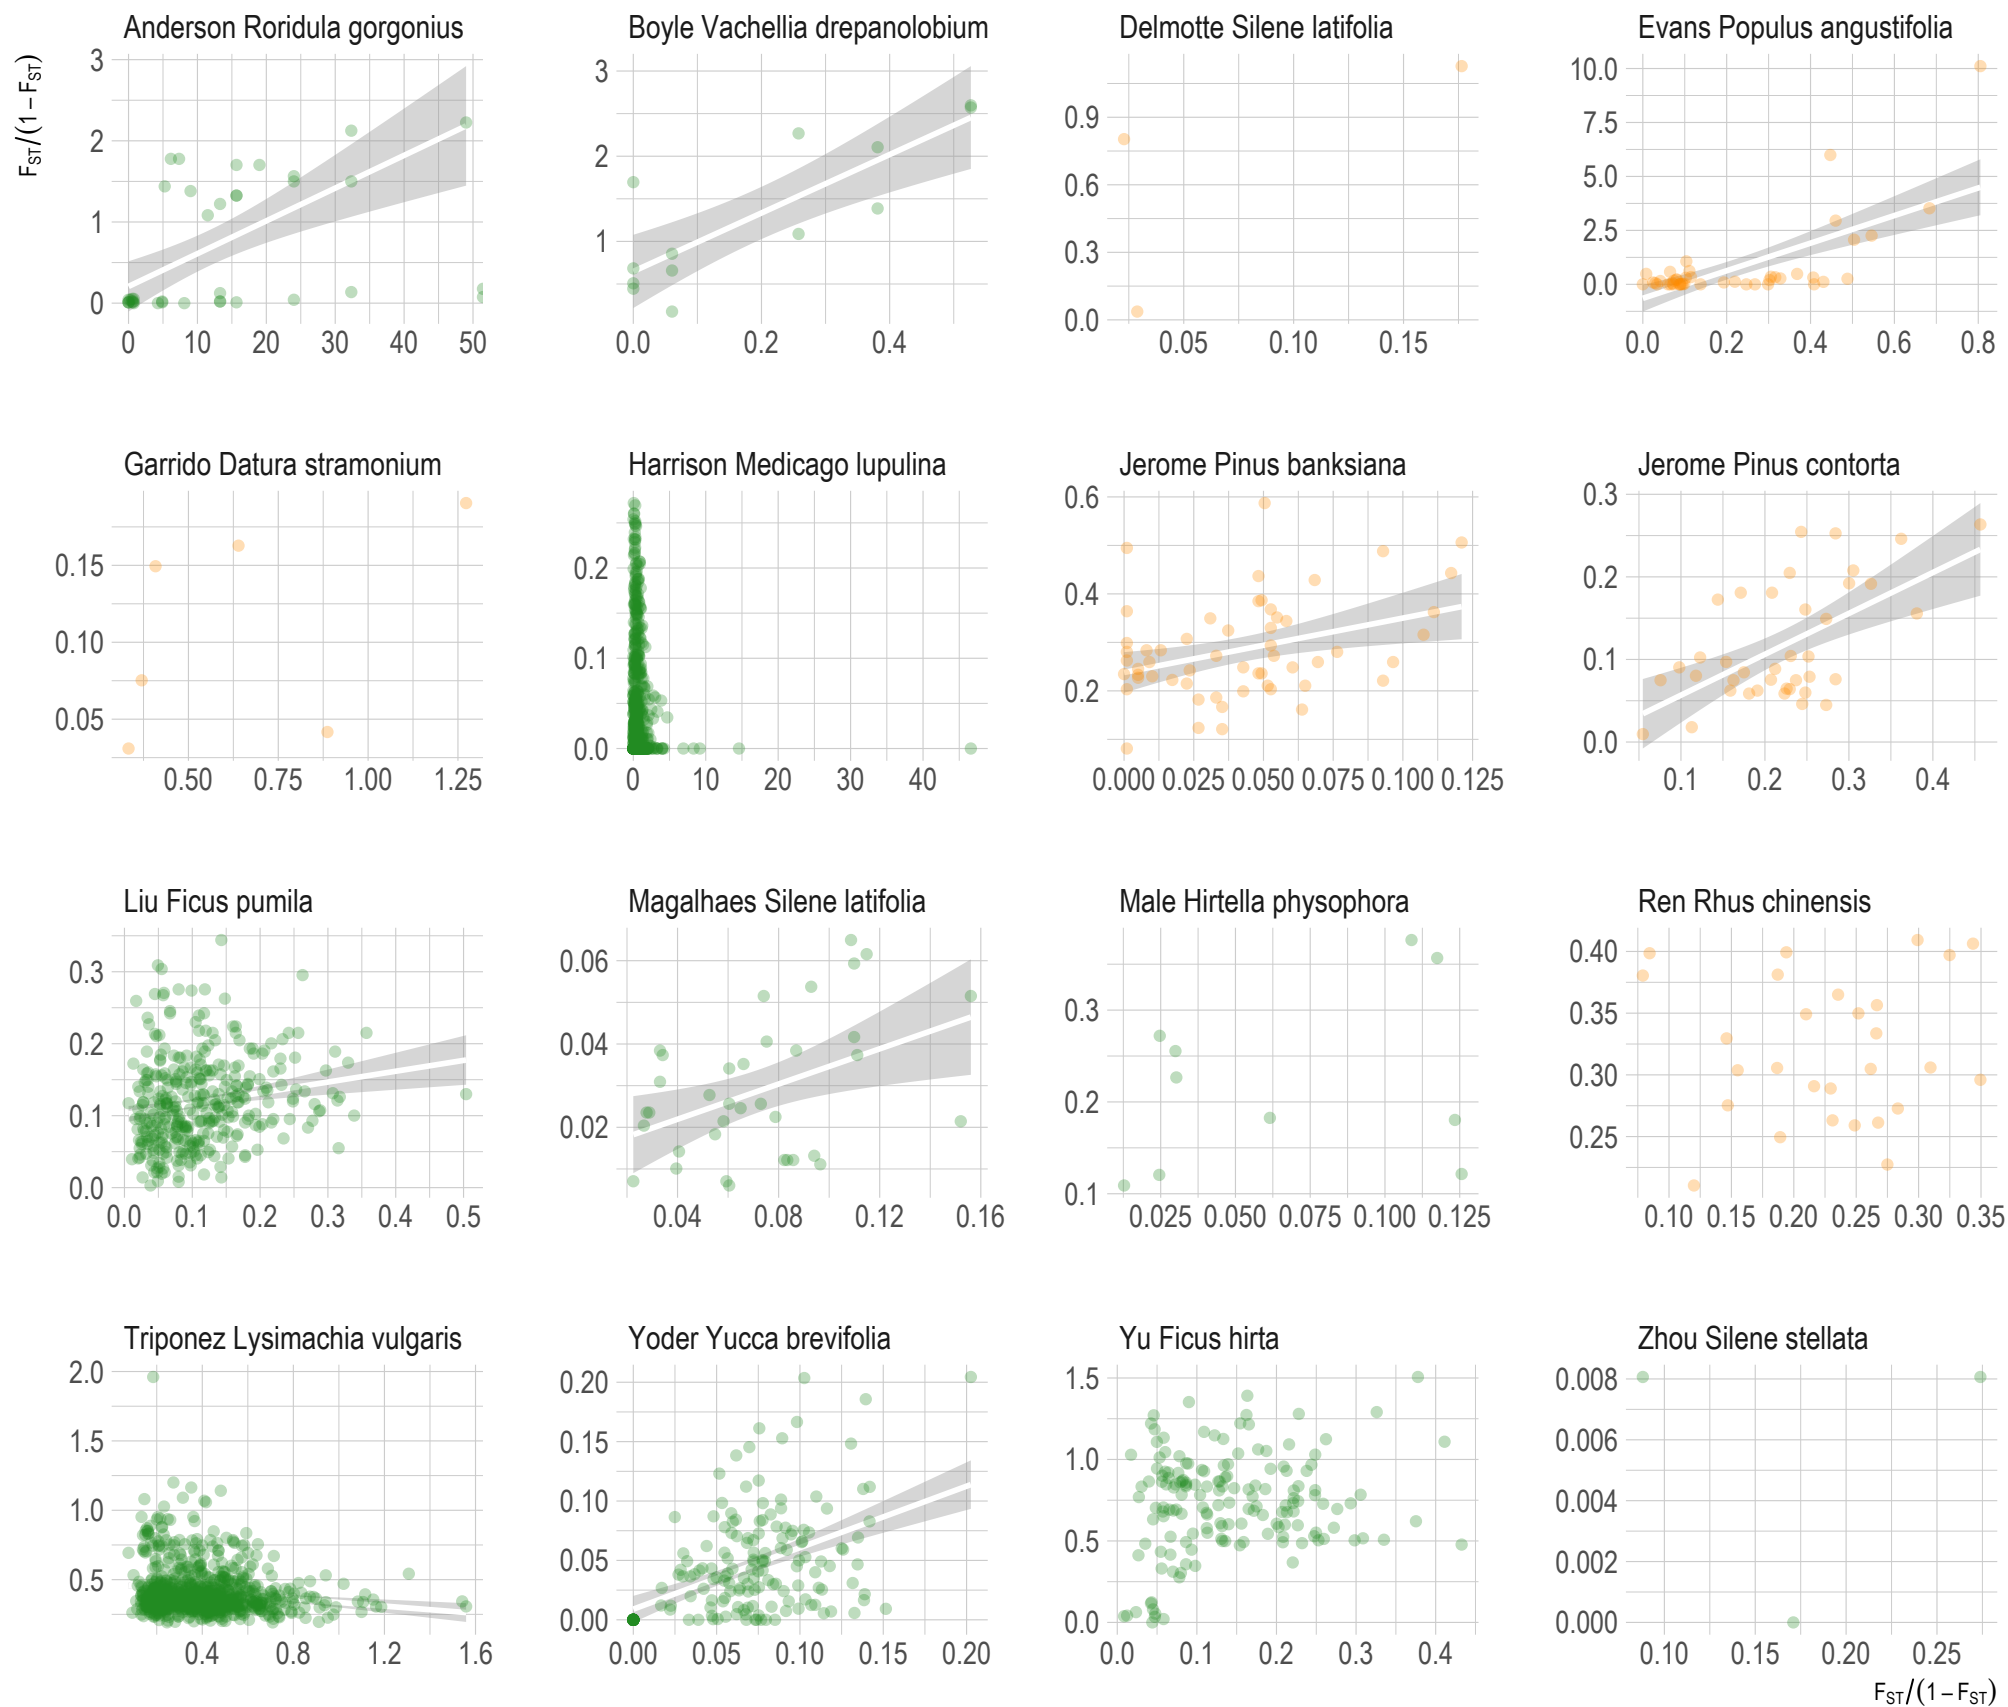 Anderson Roridula gorgonius
Boyle Vachellia drepanolobium
Delmotte Silene latifolia
Evans Populus angustifolia
F_ST/(1 – F_ST)
3
2
1
0
0 10 20 30 40 50
3
2
1
0.0 0.2 0.4
0.9
0.6
0.3
0.0
0.05 0.10 0.15
10.0
7.5
5.0
2.5
0.0
0.0 0.2 0.4 0.6 0.8
Garrido Datura stramonium
Harrison Medicago lupulina
Jerome Pinus banksiana
Jerome Pinus contorta
0.15
0.10
0.05
0.50 0.75 1.00 1.25
0.2
0.1
0.0
0 10 20 30 40
0.6
0.4
0.2
0.000 0.025 0.050 0.075 0.100 0.125
0.3
0.2
0.1
0.0
0.1 0.2 0.3 0.4
Liu Ficus pumila
Magalhaes Silene latifolia
Male Hirtella physophora
Ren Rhus chinensis
0.3
0.2
0.1
0.0
0.0 0.1 0.2 0.3 0.4 0.5
0.06
0.04
0.02
0.04 0.08 0.12 0.16
0.3
0.2
0.1
0.025 0.050 0.075 0.100 0.125
0.40
0.35
0.30
0.25
0.10 0.15 0.20 0.25 0.30 0.35
Triponez Lysimachia vulgaris
Yoder Yucca brevifolia
Yu Ficus hirta
Zhou Silene stellata
2.0
1.5
1.0
0.5
0.4 0.8 1.2 1.6
0.20
0.15
0.10
0.05
0.00
0.00 0.05 0.10 0.15 0.20
1.5
1.0
0.5
0.0
0.0 0.1 0.2 0.3 0.4
0.008
0.006
0.004
0.002
0.000
0.10 0.15 0.20 0.25
F_ST/(1 – F_ST)